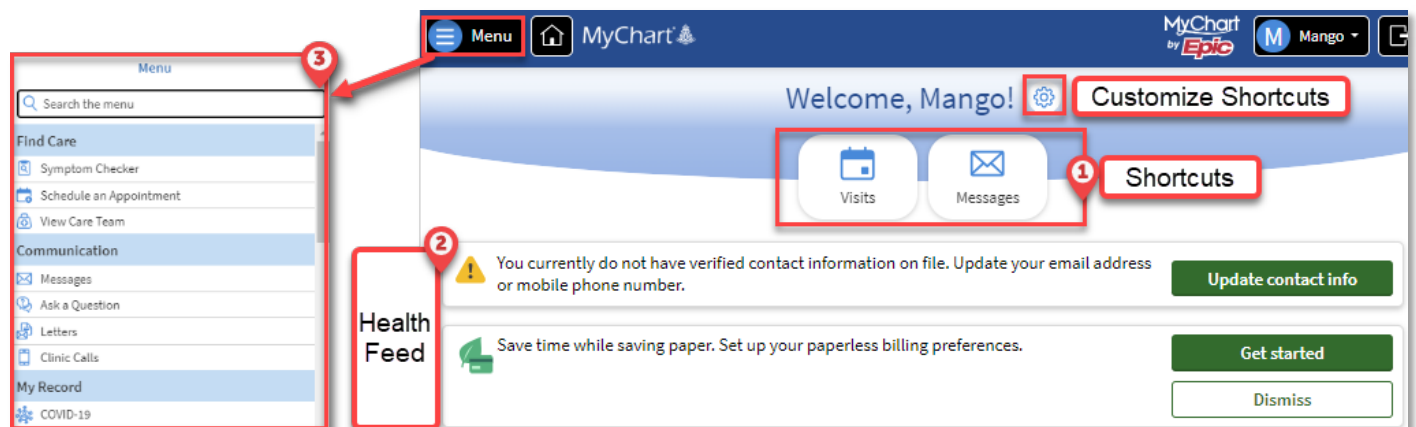 Menu
MyChart
MyChart
by Epic
M Mango
Welcome, Mango!
Customize Shortcuts
Visits
Messages
1
Shortcuts
3
Menu
Search the menu
Find Care
Symptom Checker
Schedule an Appointment
View Care Team
Communication
Messages
Ask a Question
Letters
Clinic Calls
My Record
COVID-19
2
Health
Feed
You currently do not have verified contact information on file. Update your email address
or mobile phone number.
Update contact info
Save time while saving paper. Set up your paperless billing preferences.
Get started
Dismiss